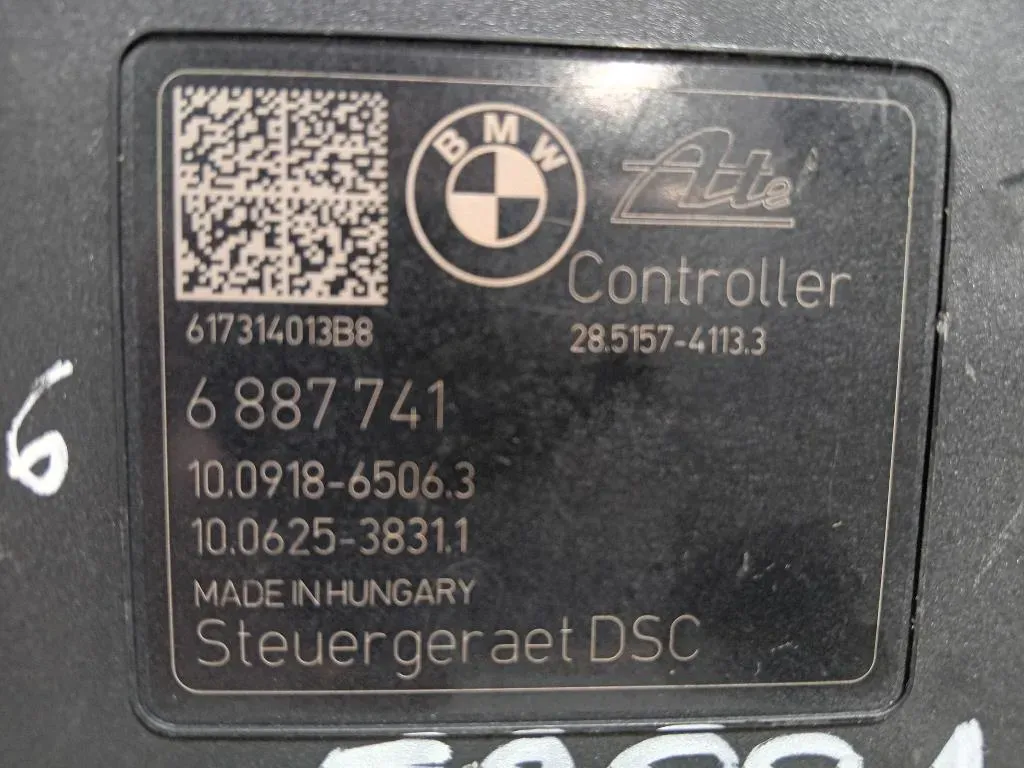 BMW
Ate
Controller
617314013B8
28.5157-4113.3
6 887 741
10.0918-6506.3
10.0625-3831.1
MADE IN HUNGARY
Steuergeraet DSC
6